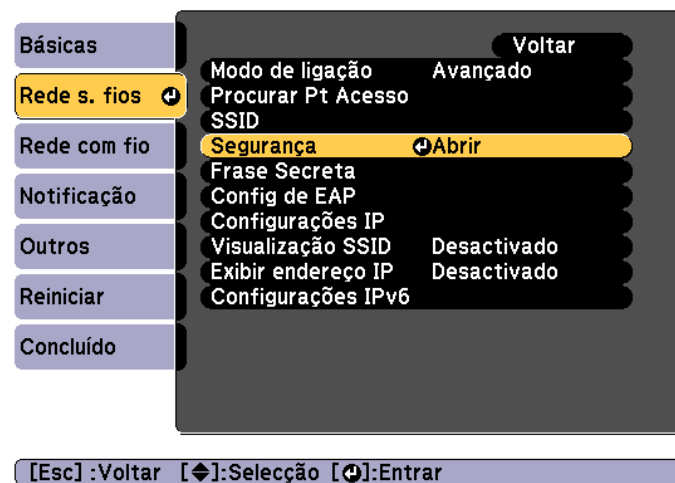 Básicas
Rede s. fios
Rede com fio
Notificação
Outros
Reiniciar
Concluído
Voltar
Modo de ligação Avançado
Procurar Pt Acesso
SSID
Segurança Abrir
Frase Secreta
Config de EAP
Configurações IP
Visualização SSID Desactivado
Exibir endereço IP Desactivado
Configurações IPv6
[Esc] :Voltar [◆]:Selecção [↵]:Entrar